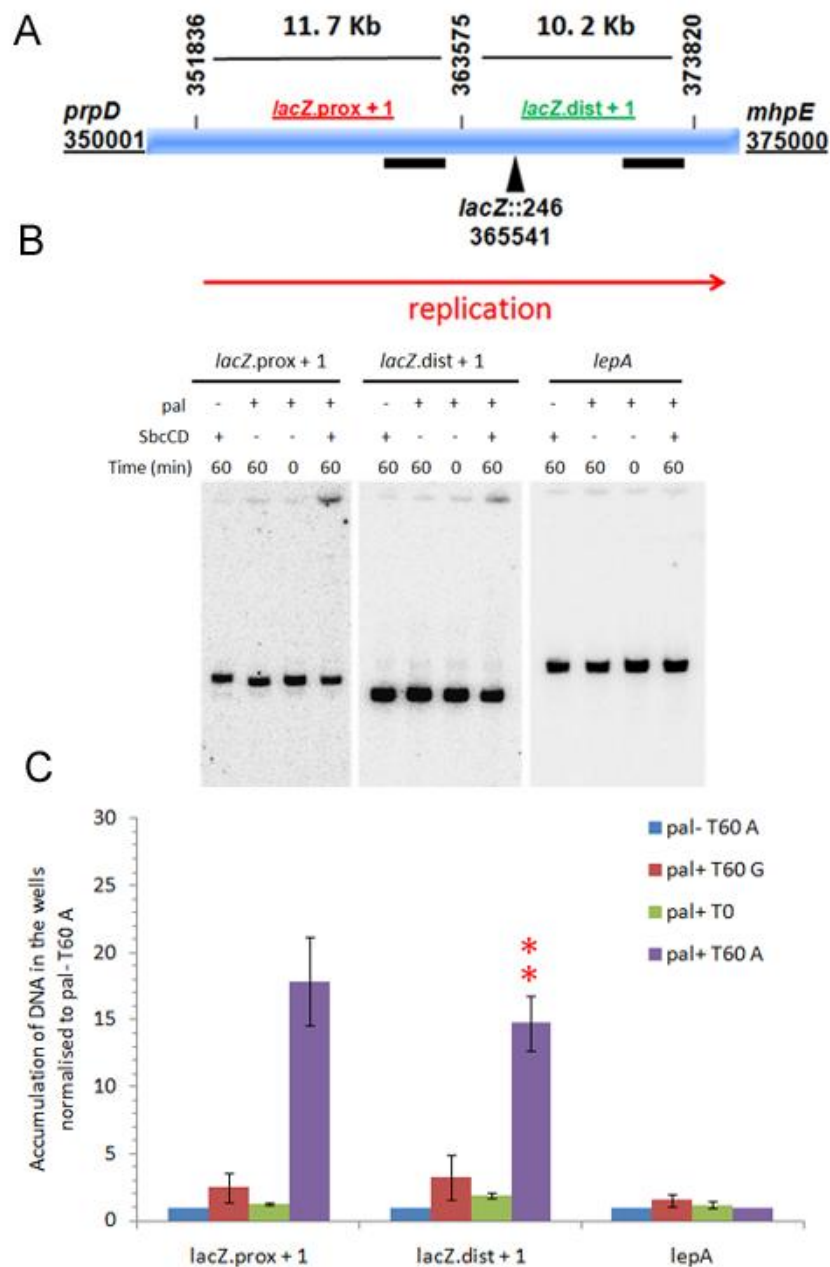 A
11. 7 Kb
10. 2 Kb
351836
363575
373820
prpD
350001
lacZ.prox + 1
lacZ.dist + 1
mhpE
375000
lacZ::246
365541
B
replication
lacZ.prox + 1
lacZ.dist + 1
lepA
pal - + + + - + + + - + + +
SbcCD + - - + + - - + + - - +
Time (min) 60 60 0 60 60 60 0 60 60 60 0 60
C
Accumulation of DNA in the wells
normalised to pal- T60 A
30
25
20
15
10
5
0
pal- T60 A
pal+ T60 G
pal+ T0
pal+ T60 A
* *
lacZ.prox + 1
lacZ.dist + 1
lepA